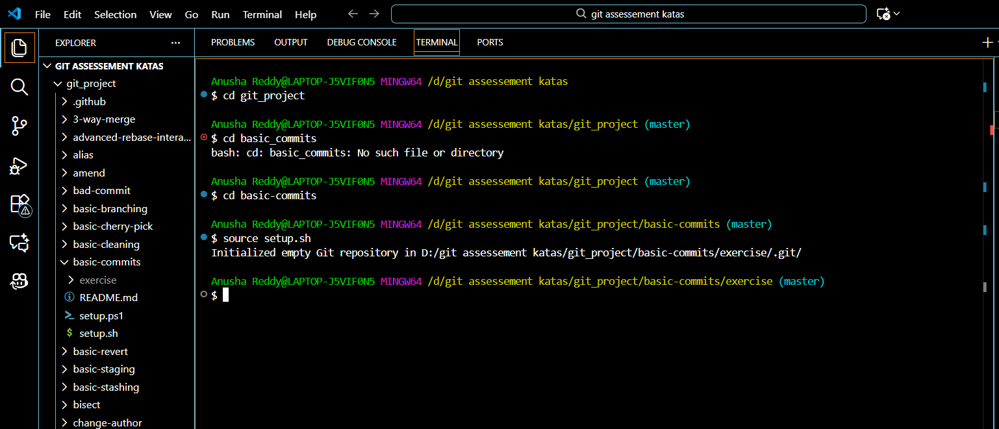 File Edit Selection View Go Run Terminal Help
git assessement katas
EXPLORER
...
GIT ASSESSEMENT KATAS
git_project
.github
3-way-merge
advanced-rebase-intera...
alias
amend
bad-commit
basic-branching
basic-cherry-pick
basic-cleaning
basic-commits
exercise
README.md
setup.ps1
setup.sh
basic-revert
basic-staging
basic-stashing
bisect
change-author
PROBLEMS OUTPUT DEBUG CONSOLE TERMINAL PORTS
Anusha Reddy@LAPTOP-J5VIF0N5 MINGW64 /d/git assessement katas
$ cd git_project
Anusha Reddy@LAPTOP-J5VIF0N5 MINGW64 /d/git assessement katas/git_project (master)
$ cd basic_commits
bash: cd: basic_commits: No such file or directory
Anusha Reddy@LAPTOP-J5VIF0N5 MINGW64 /d/git assessement katas/git_project (master)
$ cd basic-commits
Anusha Reddy@LAPTOP-J5VIF0N5 MINGW64 /d/git assessement katas/git_project/basic-commits (master)
$ source setup.sh
Initialized empty Git repository in D:/git assessement katas/git_project/basic-commits/exercise/.git/
Anusha Reddy@LAPTOP-J5VIF0N5 MINGW64 /d/git assessement katas/git_project/basic-commits/exercise (master)
$